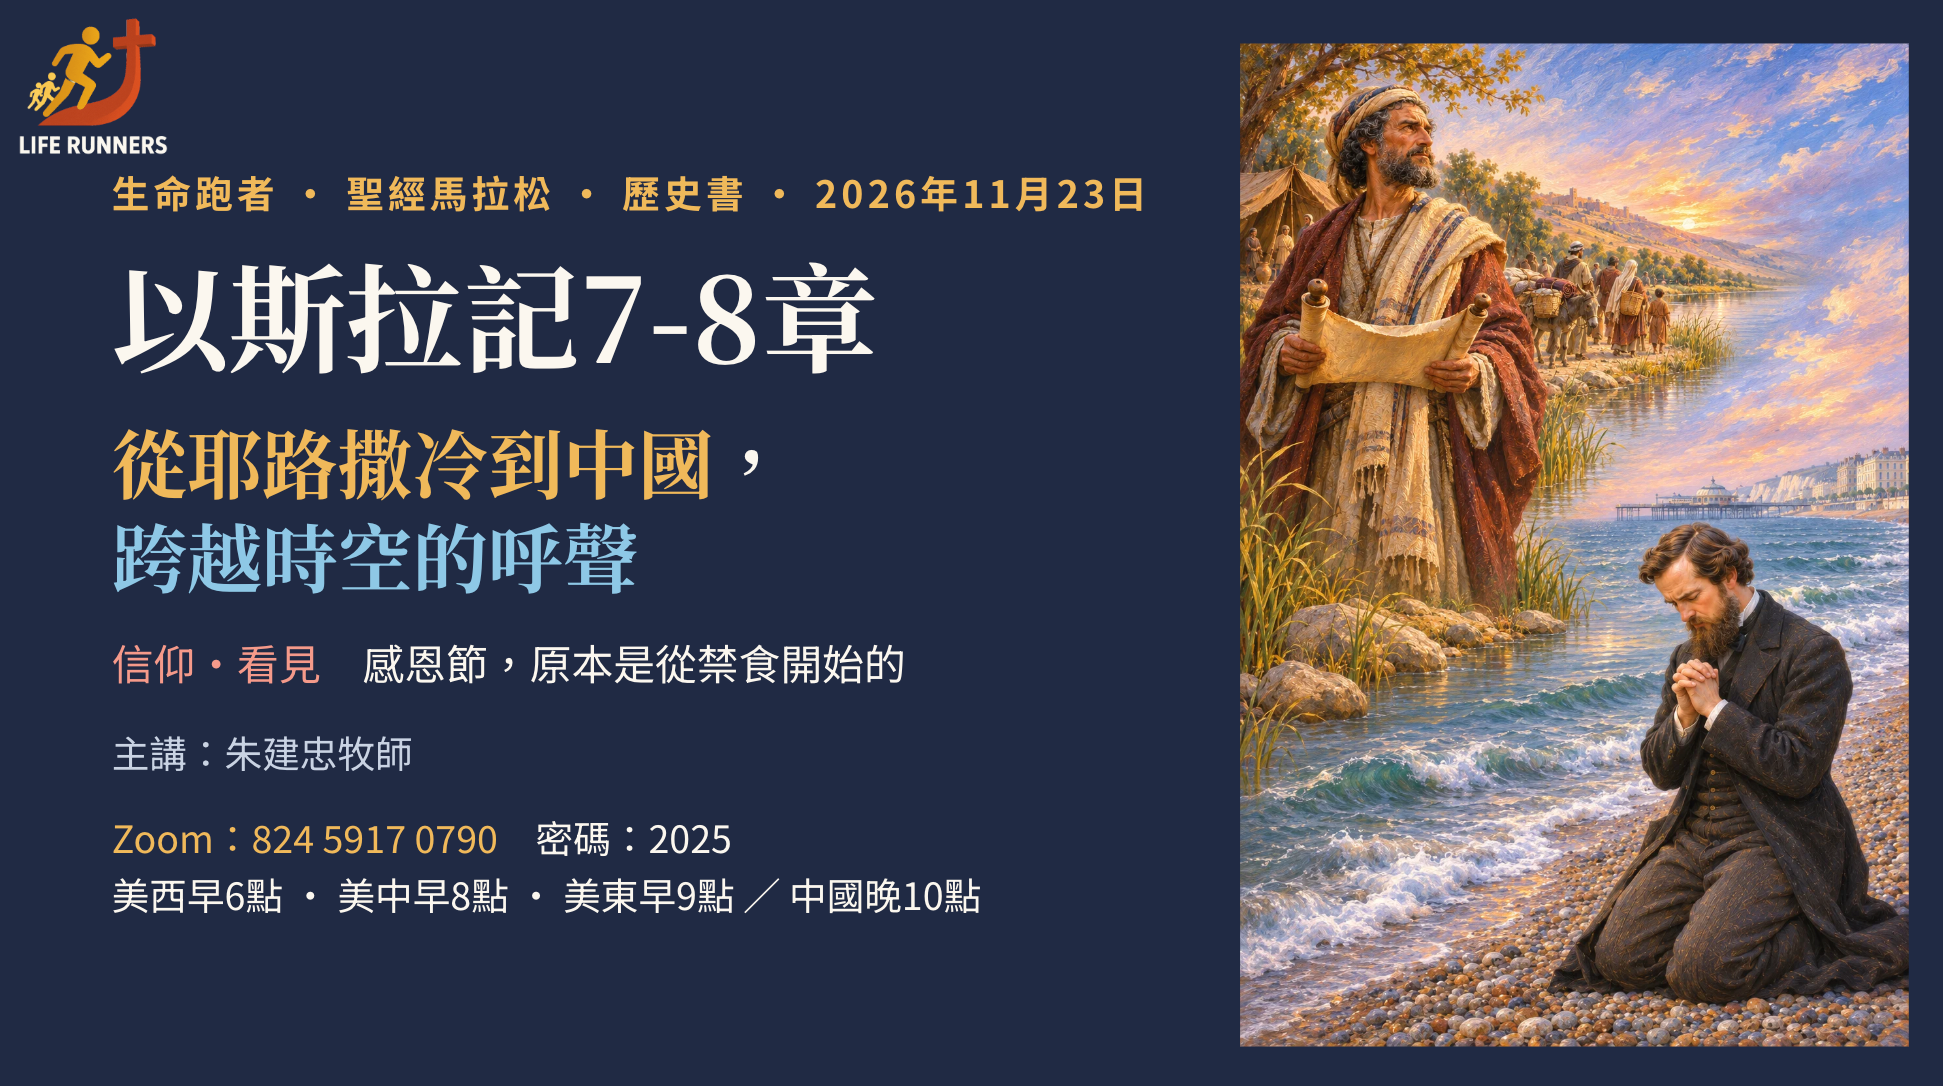 LIFE RUNNERS
生命跑者 · 聖經馬拉松 · 歷史書 · 2026年11月23日
以斯拉記7-8章
從耶路撒冷到中國，
跨越時空的呼聲
信仰·看見 感恩節，原本是從禁食開始的
主講：朱建忠牧師
Zoom：824 5917 0790 密碼：2025
美西早6點 · 美中早8點 · 美東早9點 ／ 中國晚10點